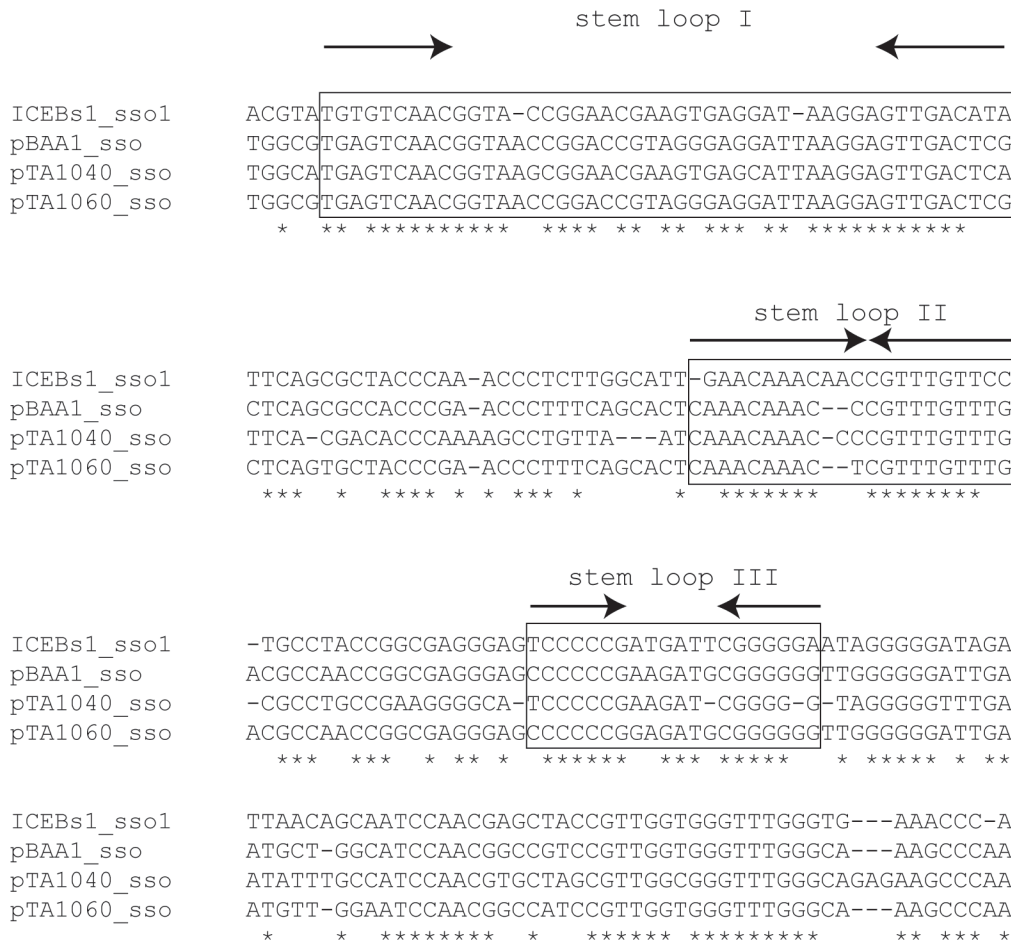 stem loop I
ICEBs1_sso1 ACGTATGTGTCAACGGTA-CCGGAACGAAGTGAGGAT-AAGGAGTTGACATA
pBAA1_sso TGGCGTGAGTCAACGGTAACCGGACCGTAGGGAGGATTAAGGAGTTGACTCG
pTA1040_sso TGGCATGAGTCAACGGTAAGCGGAACGAAGTGAGCATTAAGGAGTTGACTCA
pTA1060_sso TGGCGTGAGTCAACGGTAACCGGACCGTAGGGAGGATTAAGGAGTTGACTCG
* ** ********** **** ** ** *** ** ***********
stem loop II
ICEBs1_sso1 TTCAGCGCTACCCAA-ACCCTCTTGGCATT-GAACAAACAACCGTTTGTTCC
pBAA1_sso CTCAGCGCCACCCGA-ACCCTTTCAGCACTCAAACAAAC--CCGTTTGTTTG
pTA1040_sso TTCA-CGACACCCAAAAGCCTGTTA---ATCAAACAAAC-CCCGTTTGTTTG
pTA1060_sso CTCAGTGCTACCCGA-ACCCTTTCAGCACTCAAACAAAC--TCGTTTGTTTG
*** * **** * * *** * * ******* ********
stem loop III
ICEBs1_sso1 -TGCCTACCGGCGAGGGAGTCCCCCGATGATTCGGGGGAATAGGGGGATAGA
pBAA1_sso ACGCCAACCGGCGAGGGAGCCCCCCGAAGATGCGGGGGGTTGGGGGGATTGA
pTA1040_sso -CGCCTGCCGAAGGGGCA-TCCCCCGAAGAT-CGGGG-G-TAGGGGGTTTGA
pTA1060_sso ACGCCAACCGGCGAGGGAGCCCCCCGGAGATGCGGGGGGTTGGGGGGATTGA
*** *** * ** * ****** *** ***** * ***** * **
ICEBs1_sso1 TTAACAGCAATCCAACGAGCTACCGTTGGTGGGTTTGGGTG---AAACCC-A
pBAA1_sso ATGCT-GGCATCCAACGGCCGTCCGTTGGTGGGTTTGGGCA---AAGCCCAA
pTA1040_sso ATATTTGCCATCCAACGTGCTAGCGTTGGCGGGTTTGGGCAGAGAAGCCCAA
pTA1060_sso ATGTT-GGAATCCAACGGCCATCCGTTGGTGGGTTTGGGCA---AAGCCCAA
* * ******** * ****** ********* ** *** *